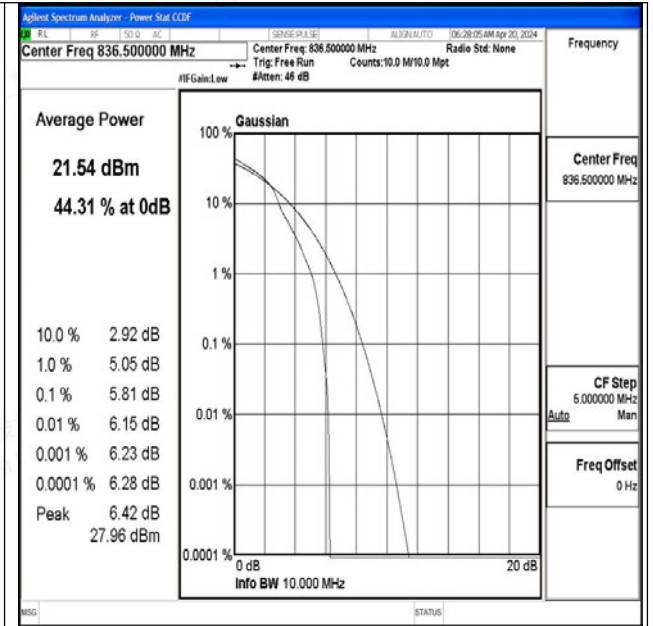 Agilent Spectrum Analyzer - Power Stat CCDF
RL RF 50 Ω AC SENSE:PULSE ALIGN AUTO 06:28:05 AM Apr 20, 2024
Center Freq 836.500000 MHz
Center Freq: 836.500000 MHz Radio Std: None
Trig: Free Run Counts:10.0 M/10.0 Mpt
#IFGain:Low #Atten: 46 dB
Frequency
Average Power
21.54 dBm
44.31 % at 0dB
10.0 % 2.92 dB
1.0 % 5.05 dB
0.1 % 5.81 dB
0.01 % 6.15 dB
0.001 % 6.23 dB
0.0001 % 6.28 dB
Peak 6.42 dB
27.96 dBm
Gaussian
100 %
10 %
1 %
0.1 %
0.01 %
0.001 %
0.0001 %
0 dB 20 dB
Info BW 10.000 MHz
Center Freq
836.500000 MHz
CF Step
5.000000 MHz
Auto Man
Freq Offset
0 Hz
MSG STATUS